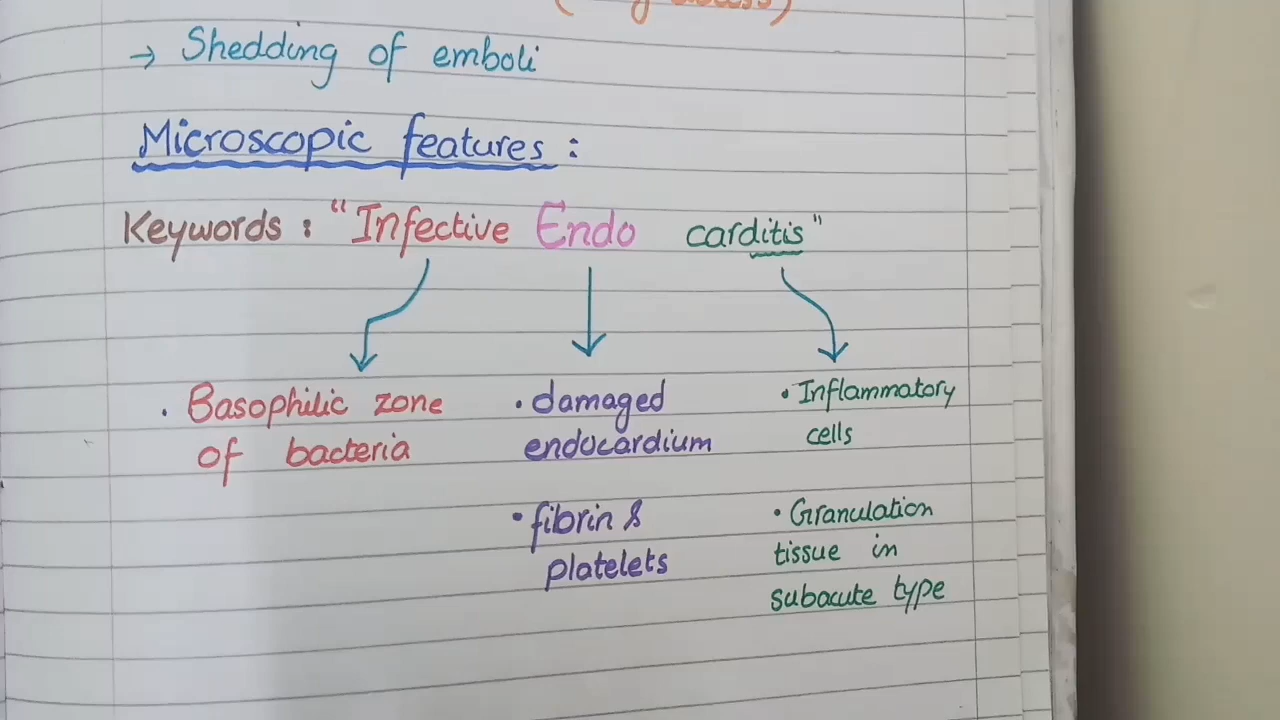 → Shedding of emboli
Microscopic features :
Keywords : "Infective Endo carditis"
• Basophilic zone
of bacteria
• damaged
endocardium
• fibrin &
platelets
• Inflammatory
cells
• Granulation
tissue in
subacute type